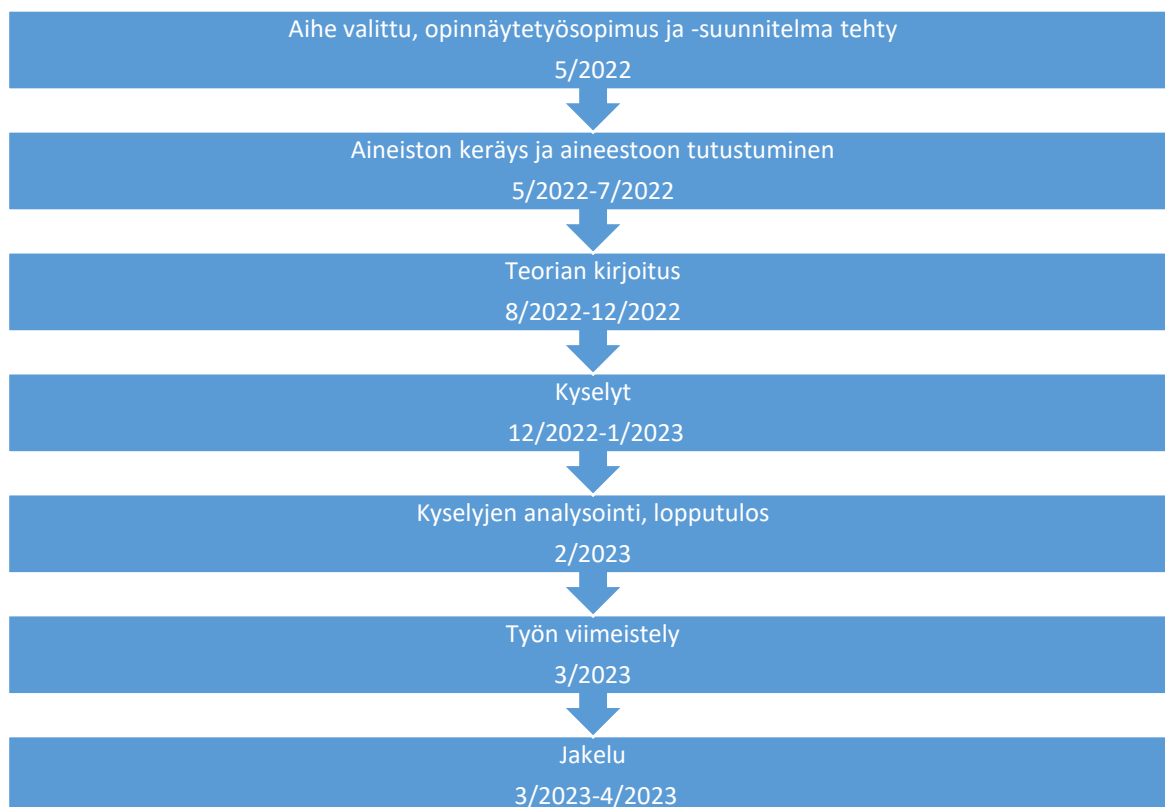 Aihe valittu, opinnäytetyösopimus ja -suunnitelma tehty
5/2022
Aineiston keräys ja aineestoon tutustuminen
5/2022-7/2022
Teorian kirjoitus
8/2022-12/2022
Kyselyt
12/2022-1/2023
Kyselyjen analysointi, lopputulos
2/2023
Työn viimeistely
3/2023
Jakelu
3/2023-4/2023